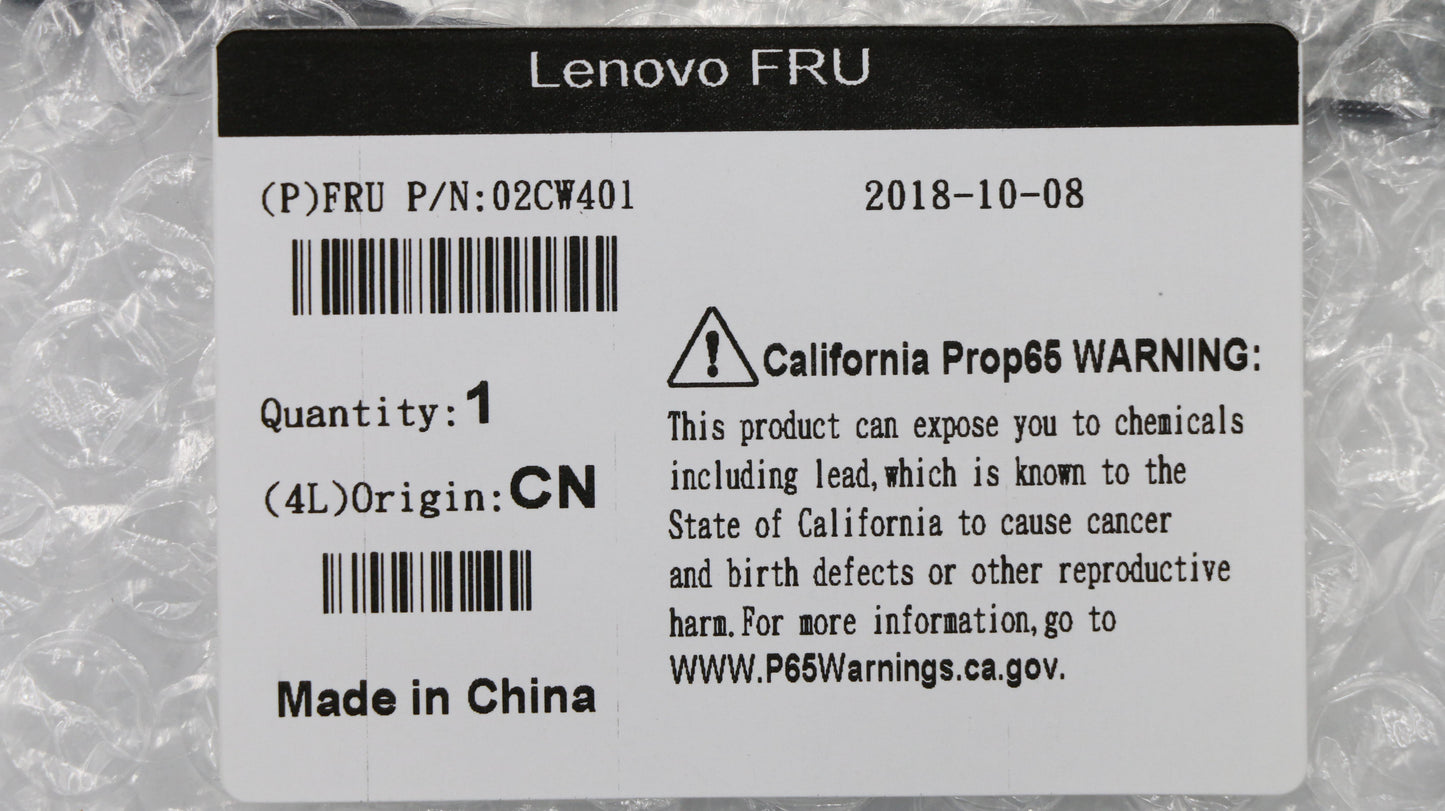 Lenovo FRU
(P)FRU P/N:02CW401
2018-10-08
Quantity:1
(4L)Origin:CN
Made in China
California Prop65 WARNING:
This product can expose you to chemicals
including lead,which is known to the
State of California to cause cancer
and birth defects or other reproductive
harm.For more information,go to
WWW.P65Warnings.ca.gov.